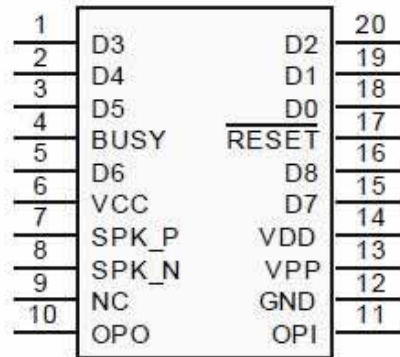 1 D3 D2 20
2 D4 D1 19
3 D5 D0 18
4 BUSY RESET 17
5 D6 D8 16
6 VCC D7 15
7 SPK_P VDD 14
8 SPK_N VPP 13
9 NC GND 12
10 OPO OPI 11